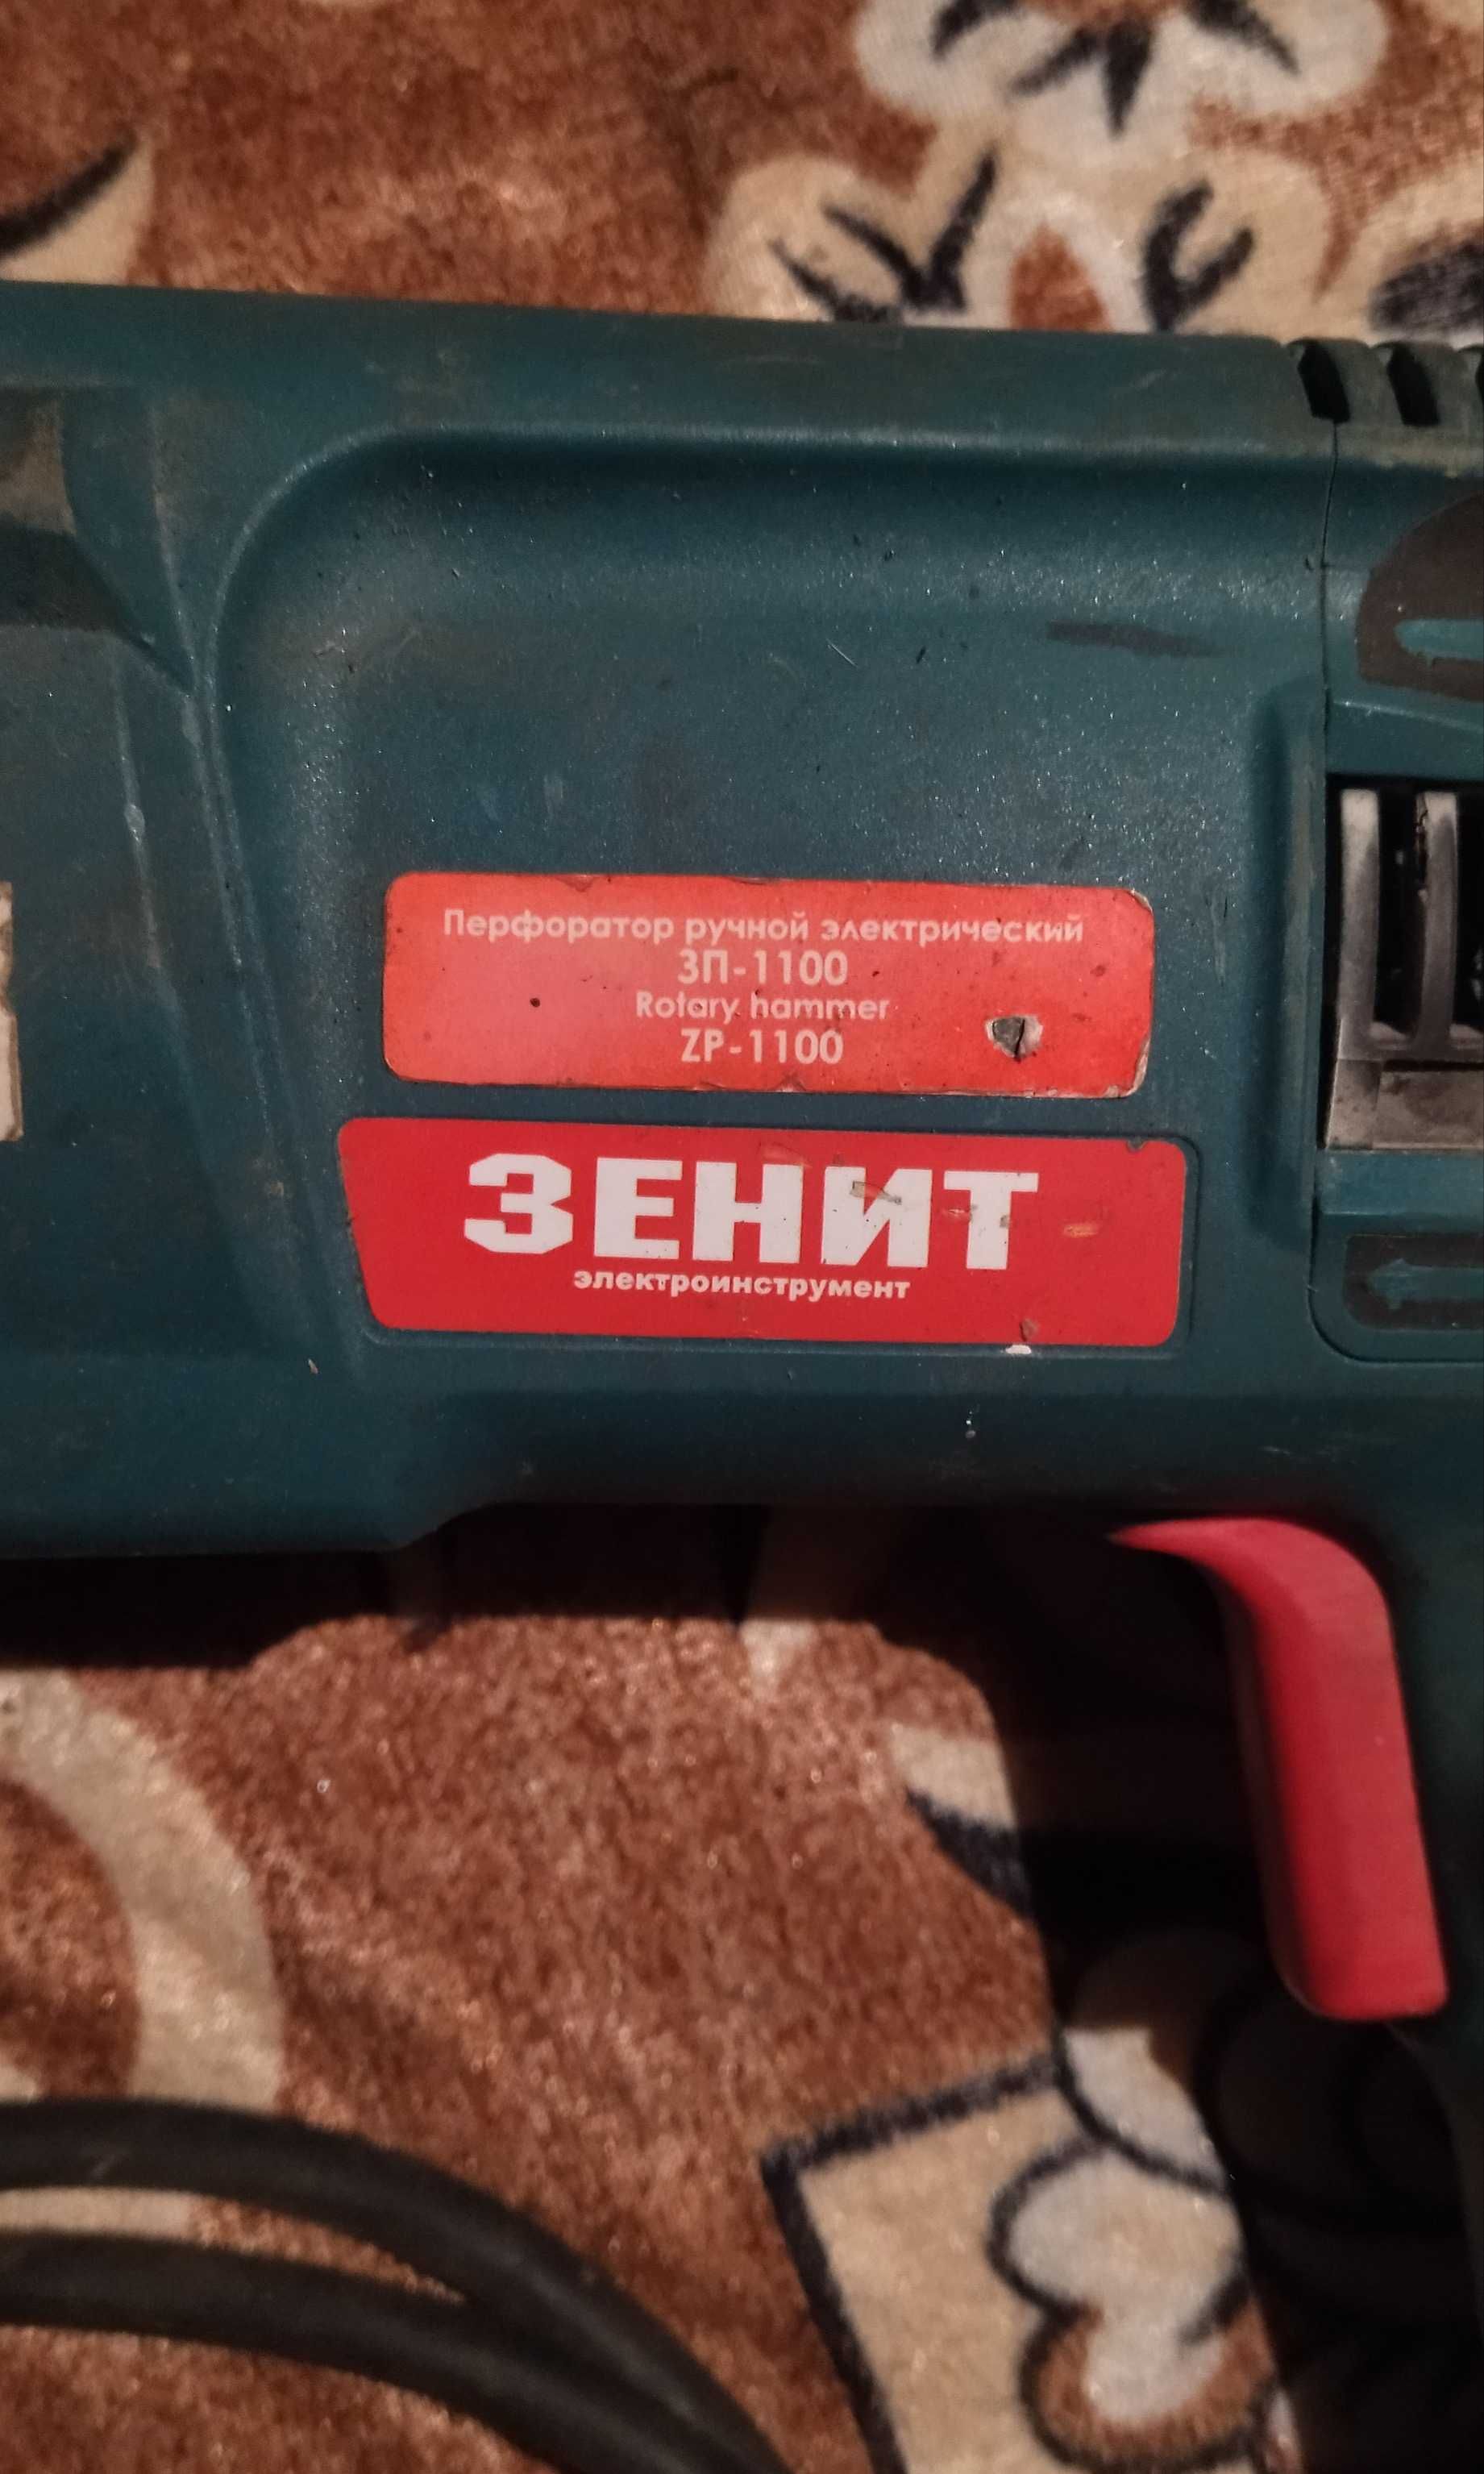 Перфоратор ручной электрический
ЗП-1100
Rotary hammer
ZP-1100
ЗЕНИТ
электроинструмент